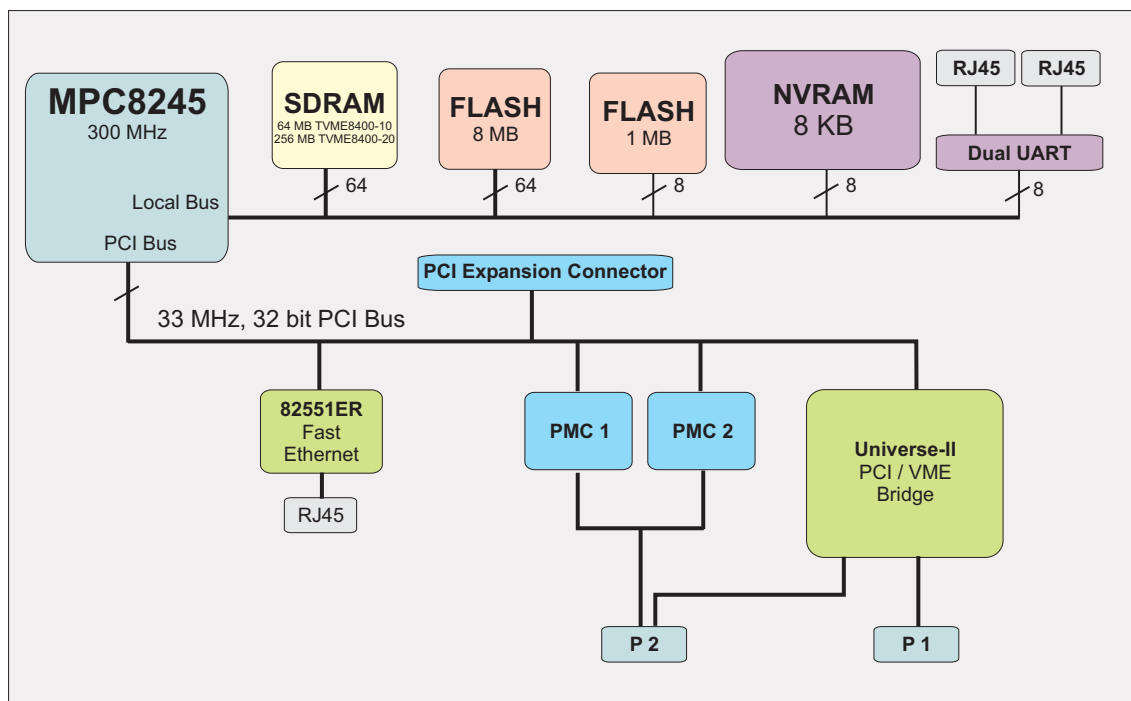 MPC8245
300 MHz
Local Bus
PCI Bus
SDRAM
64 MB TVME8400-10
256 MB TVME8400-20
64
FLASH
8 MB
64
FLASH
1 MB
8
NVRAM
8 KB
8
RJ45
RJ45
Dual UART
8
PCI Expansion Connector
33 MHz, 32 bit PCI Bus
82551ER
Fast
Ethernet
RJ45
PMC 1
PMC 2
Universe-II
PCI / VME
Bridge
P 2
P 1